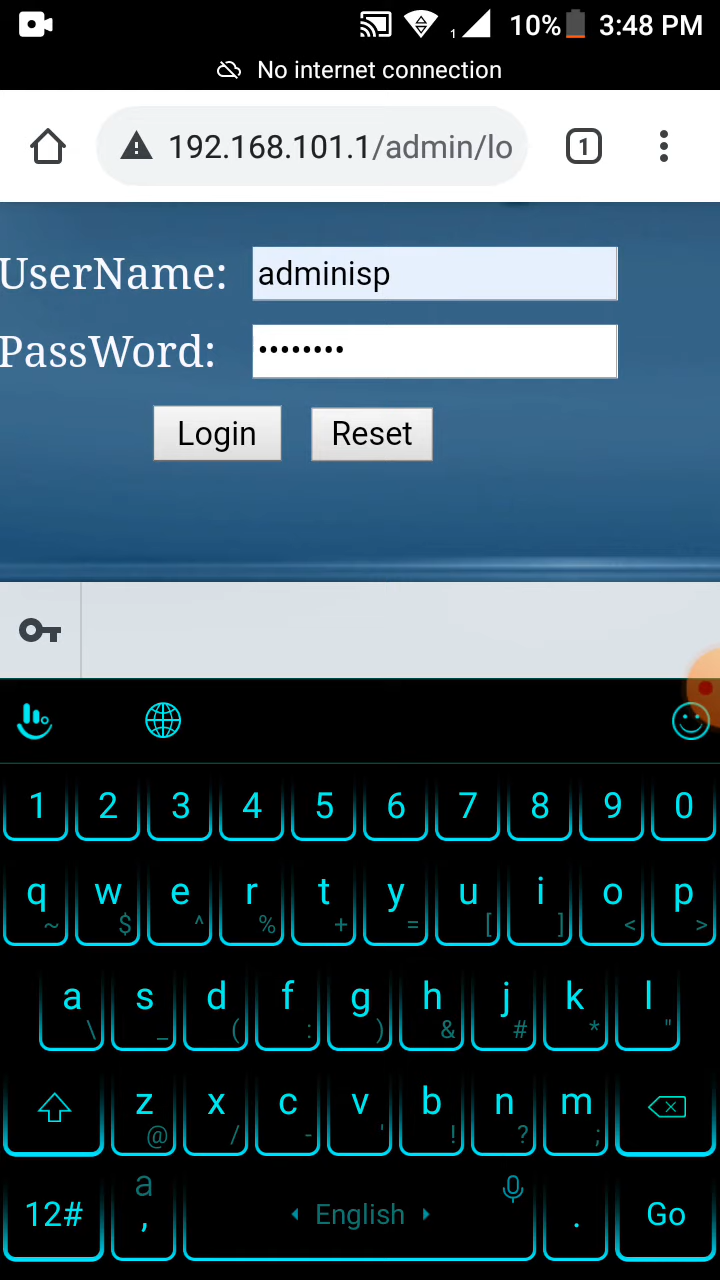 1 10% 3:48 PM
No internet connection
192.168.101.1/admin/lo 1
UserName: adminisp
PassWord: ••••••••
Login Reset
1 2 3 4 5 6 7 8 9 0
q w e r t y u i o p
~ $ ^ % + = [ ] < >
a s d f g h j k l
\ _ ( : ) & # * "
z x c v b n m
@ / - ' ! ? ;
a
12# , English . Go